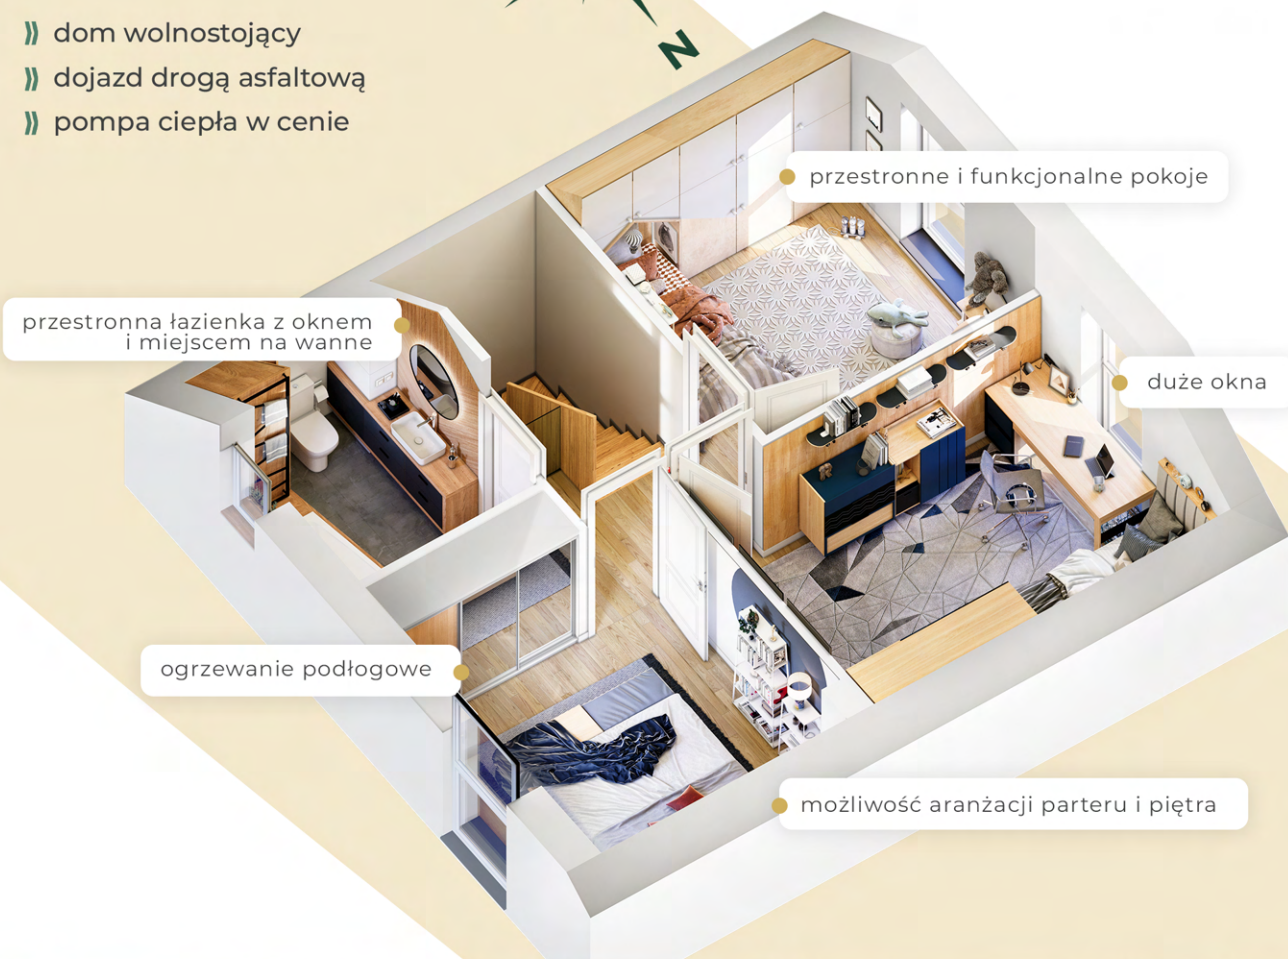 dom wolnostojący
dojazd drogą asfaltową
pompa ciepła w cenie
N
przestronne i funkcjonalne pokoje
przestronna łazienka z oknem
i miejscem na wanne
duże okna
ogrzewanie podłogowe
możliwość aranżacji parteru i piętra